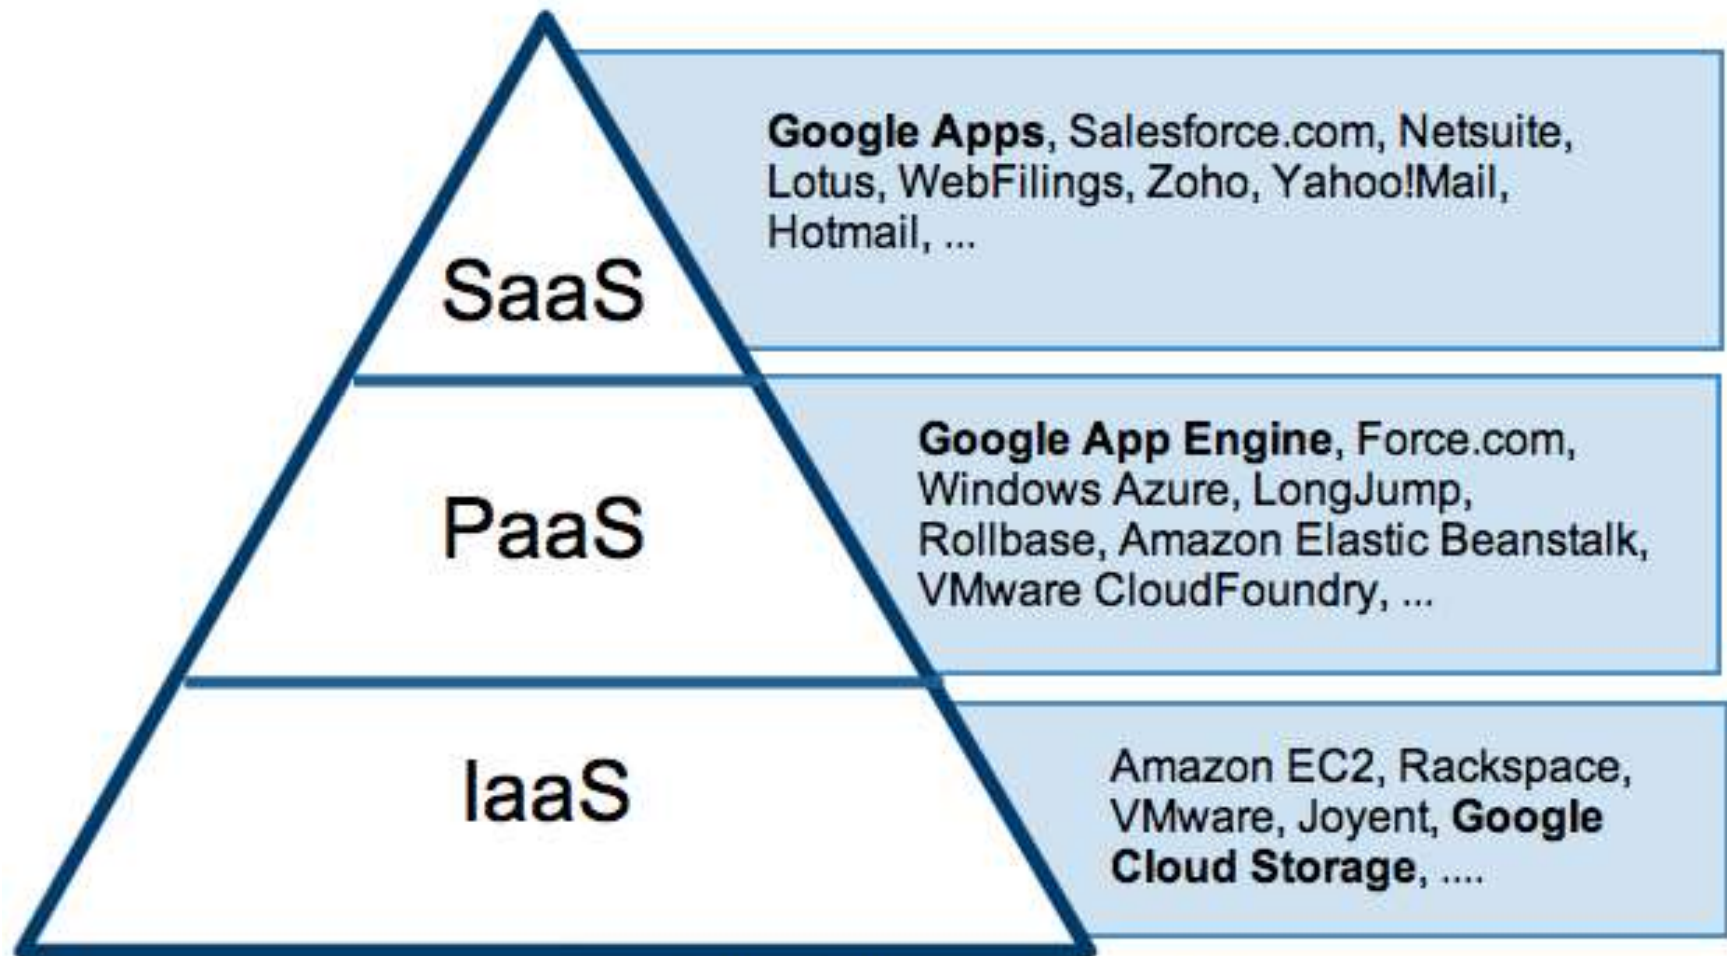 SaaS
Google Apps, Salesforce.com, Netsuite,
Lotus, WebFilings, Zoho, Yahoo!Mail,
Hotmail, ...
PaaS
Google App Engine, Force.com,
Windows Azure, LongJump,
Rollbase, Amazon Elastic Beanstalk,
VMware CloudFoundry, ...
IaaS
Amazon EC2, Rackspace,
VMware, Joyent, Google
Cloud Storage, ....